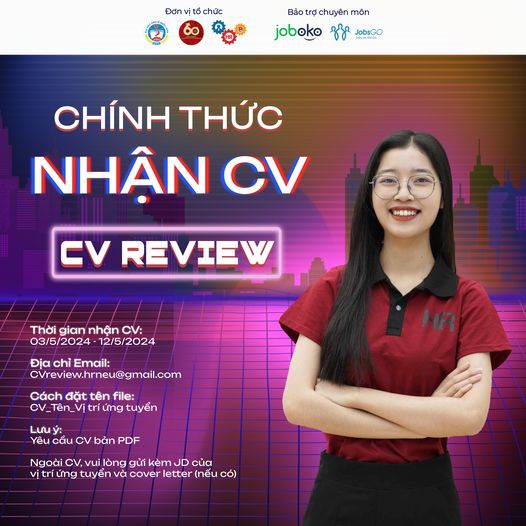 Đơn vị tổ chức
Bảo trợ chuyên môn
60
HR
joboko
JobsGO
CHÍNH THỨC
NHẬN CV
CV REVIEW
HR
Thời gian nhận CV:
03/5/2024 - 12/5/2024
Địa chỉ Email:
CVreview.hrneu@gmail.com
Cách đặt tên file:
CV_Tên_Vị trí ứng tuyển
Lưu ý:
Yêu cầu CV bản PDF
Ngoài CV, vui lòng gửi kèm JD của
vị trí ứng tuyển và cover letter (nếu có)